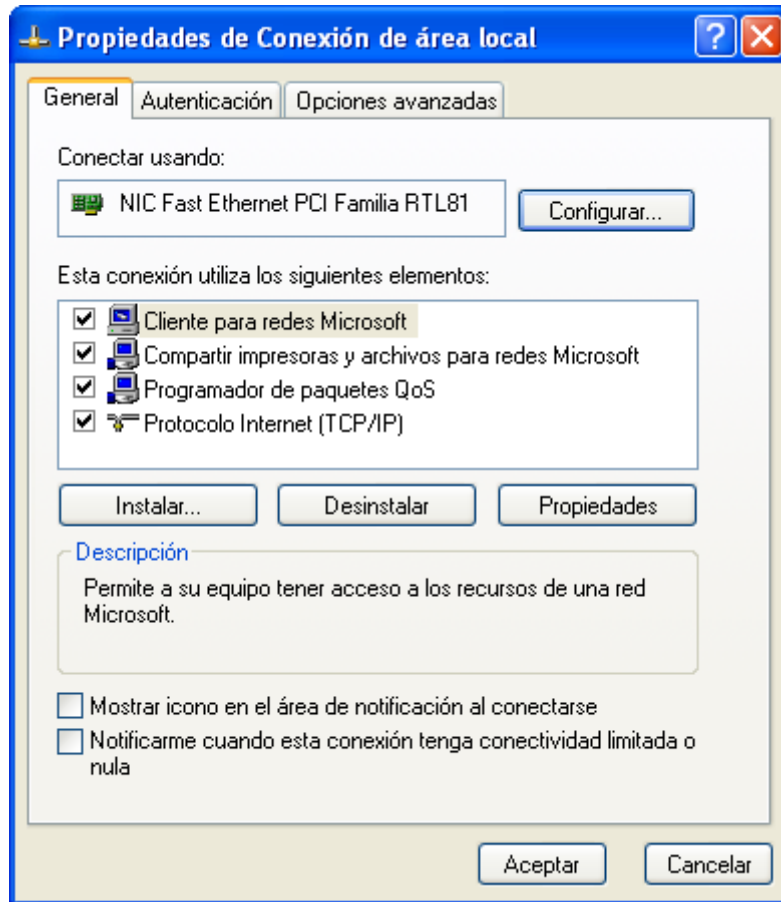 Propiedades de Conexión de área local
General Autenticación Opciones avanzadas
Conectar usando:
NIC Fast Ethernet PCI Familia RTL81
Configurar...
Esta conexión utiliza los siguientes elementos:
Cliente para redes Microsoft
Compartir impresoras y archivos para redes Microsoft
Programador de paquetes QoS
Protocolo Internet (TCP/IP)
Instalar... Desinstalar Propiedades
Descripción
Permite a su equipo tener acceso a los recursos de una red
Microsoft.
Mostrar icono en el área de notificación al conectarse
Notificarme cuando esta conexión tenga conectividad limitada o
nula
Aceptar Cancelar